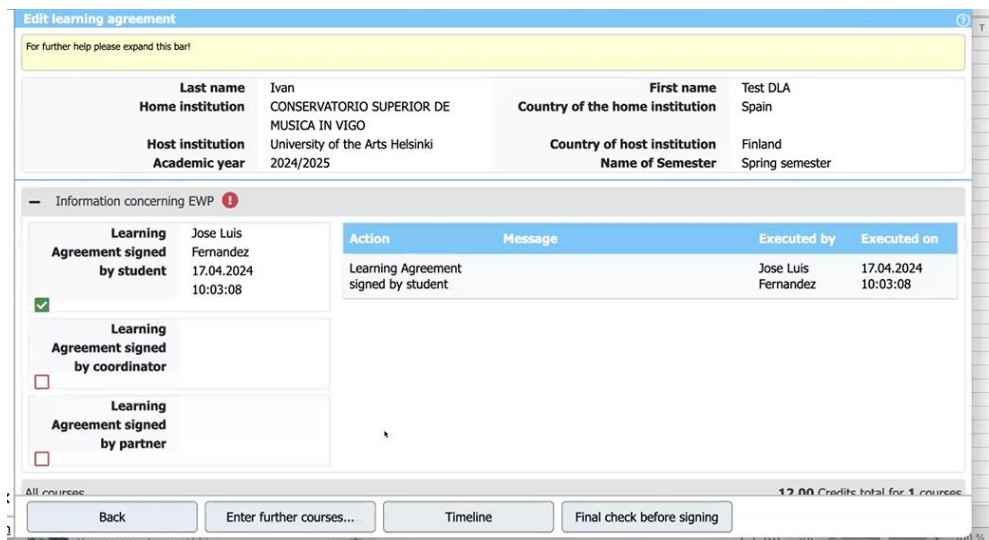 Edit learning agreement
T
For further help please expand this bar!
Last name Ivan First name Test DLA
Home institution CONSERVATORIO SUPERIOR DE MUSICA IN VIGO Country of the home institution Spain
Host institution University of the Arts Helsinki Country of host institution Finland
Academic year 2024/2025 Name of Semester Spring semester
Information concerning EWP
Learning Agreement signed by student
Jose Luis Fernandez 17.04.2024 10:03:08
Action Message Executed by Executed on
Learning Agreement signed by student
Jose Luis Fernandez
17.04.2024 10:03:08
Learning Agreement signed by coordinator
Learning Agreement signed by partner
All courses 12.00 Credits total for 1 courses
Back Enter further courses... Timeline Final check before signing